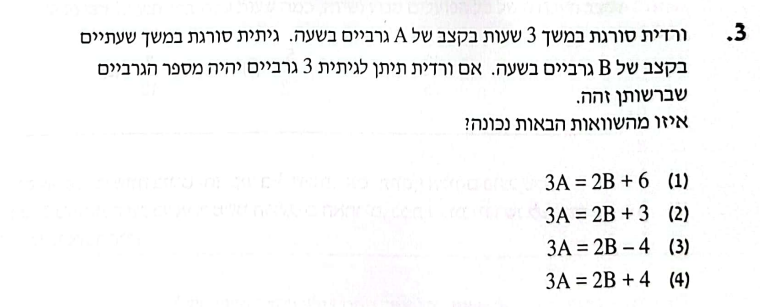 3. ורדית סורגת במשך 3 שעות בקצב של A גרביים בשעה. גיתית סורגת במשך שעתיים
בקצב של B גרביים בשעה. אם ורדית תיתן לגיתית 3 גרביים יהיה מספר הגרביים
שברשותן זהה.
איזו מהשוואות הבאות נכונה?
(1) 3A = 2B + 6
(2) 3A = 2B + 3
(3) 3A = 2B – 4
(4) 3A = 2B + 4